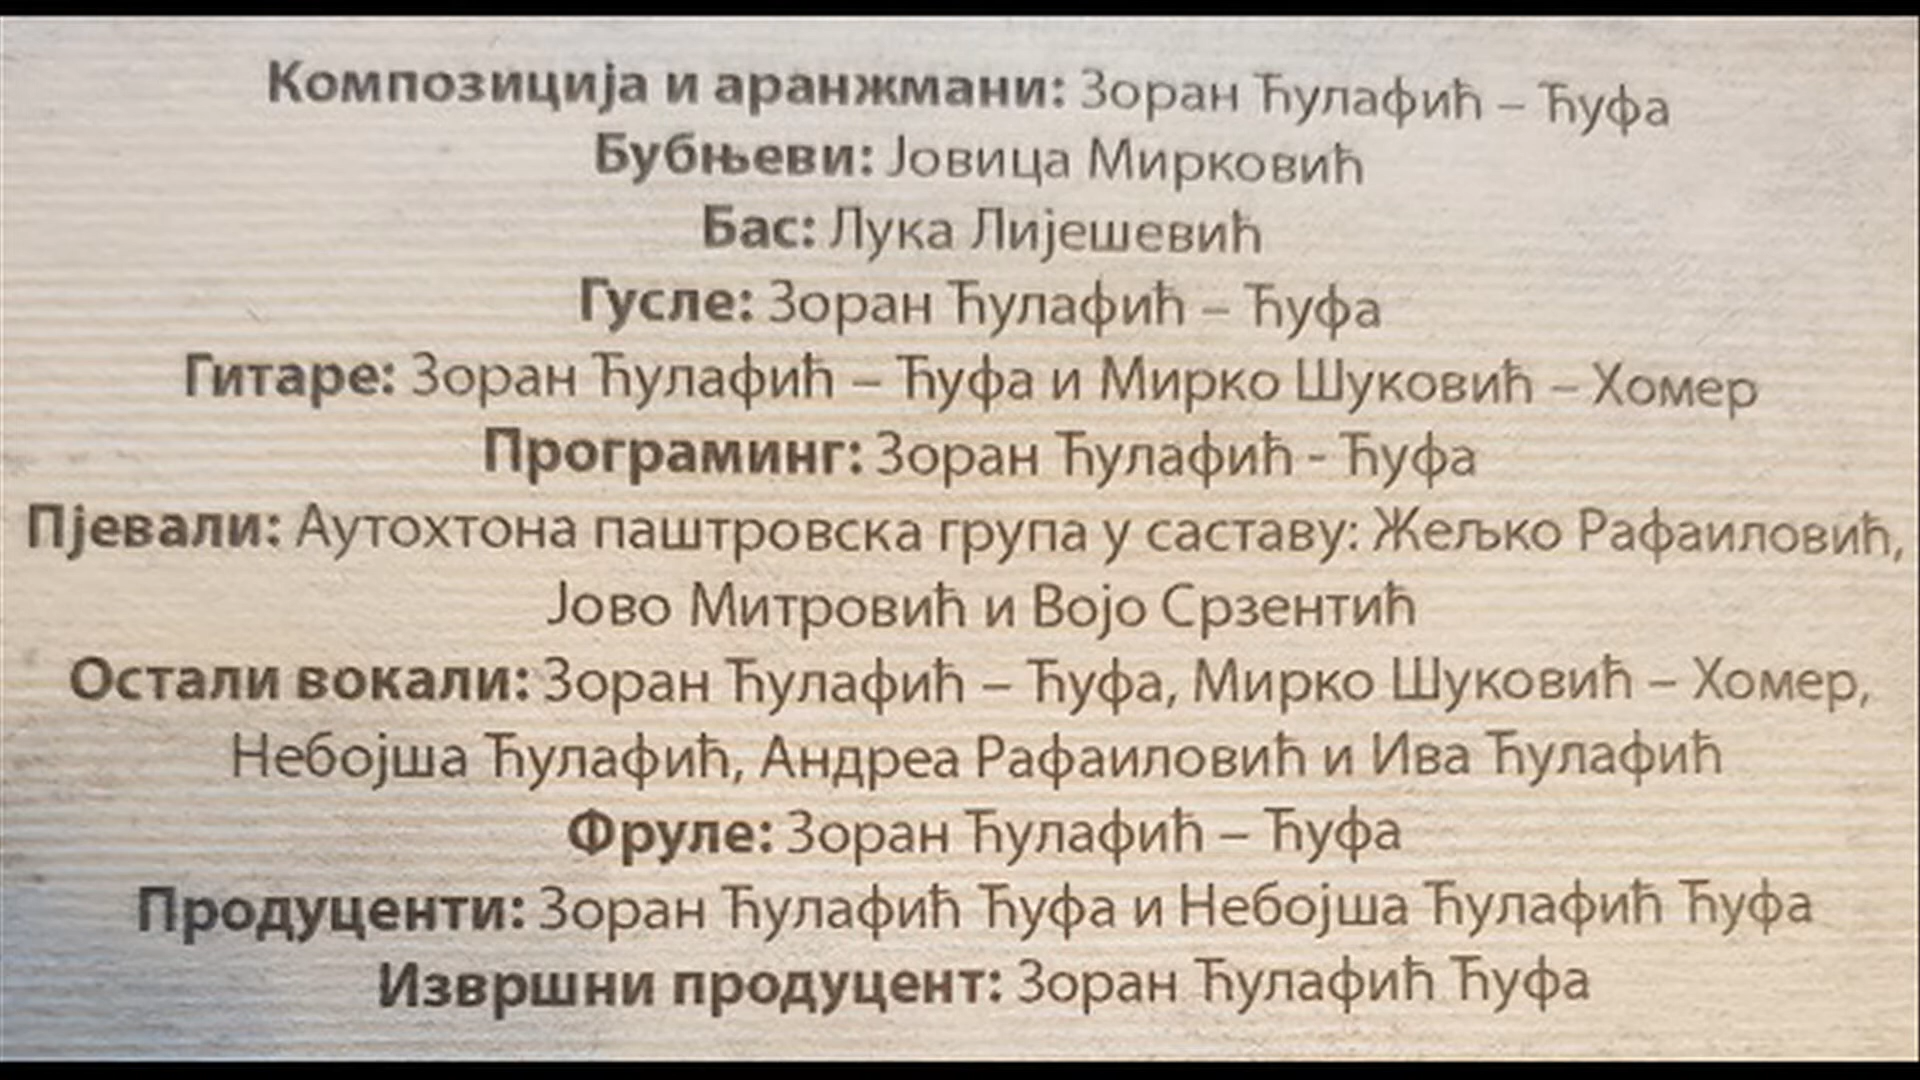 Композиција и аранжмани: Зоран Ћулафић – Ћуфа
Бубњеви: Јовица Мирковић
Бас: Лука Лијешевић
Гусле: Зоран Ћулафић – Ћуфа
Гитаре: Зоран Ћулафић – Ћуфа и Мирко Шуковић – Хомер
Програминг: Зоран Ћулафић - Ћуфа
Пјевали: Аутохтона паштровска група у саставу: Жељко Рафаиловић,
Јово Митровић и Војо Срзентић
Остали вокали: Зоран Ћулафић – Ћуфа, Мирко Шуковић – Хомер,
Небојша Ћулафић, Андреа Рафаиловић и Ива Ћулафић
Фруле: Зоран Ћулафић – Ћуфа
Продуценти: Зоран Ћулафић Ћуфа и Небојша Ћулафић Ћуфа
Извршни продуцент: Зоран Ћулафић Ћуфа